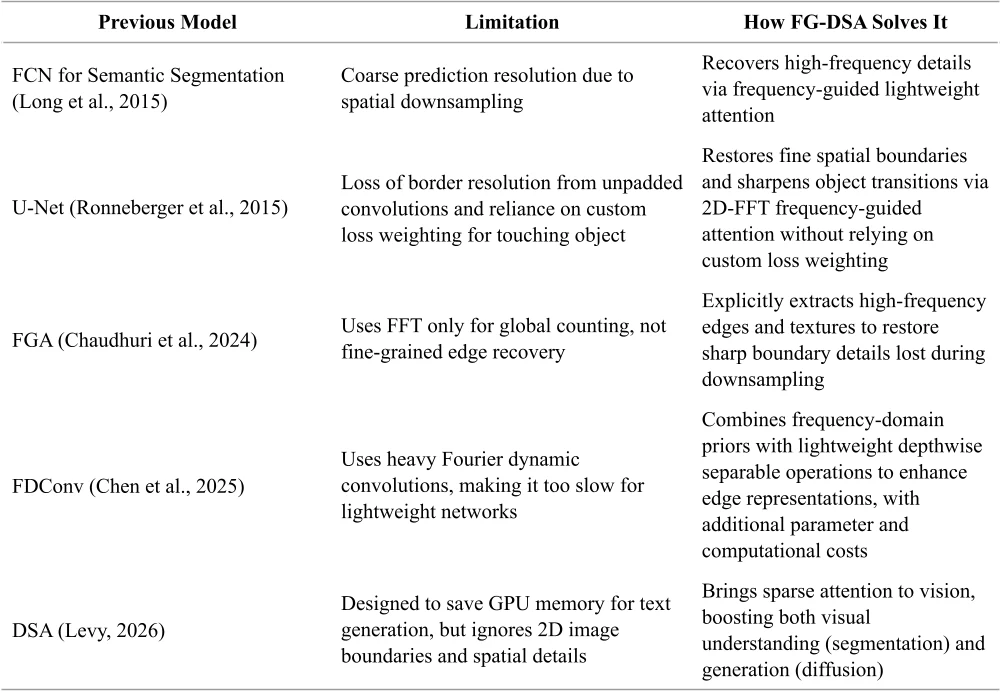 Previous Model Limitation How FG-DSA Solves It
FCN for Semantic Segmentation
(Long et al., 2015)
Coarse prediction resolution due to
spatial downsampling
Recovers high-frequency details
via frequency-guided lightweight
attention
U-Net (Ronneberger et al., 2015)
Loss of border resolution from unpadded
convolutions and reliance on custom
loss weighting for touching object
Restores fine spatial boundaries
and sharpens object transitions via
2D-FFT frequency-guided
attention without relying on
custom loss weighting
FGA (Chaudhuri et al., 2024)
Uses FFT only for global counting, not
fine-grained edge recovery
Explicitly extracts high-frequency
edges and textures to restore
sharp boundary details lost during
downsampling
FDConv (Chen et al., 2025)
Uses heavy Fourier dynamic
convolutions, making it too slow for
lightweight networks
Combines frequency-domain
priors with lightweight depthwise
separable operations to enhance
edge representations, with
additional parameter and
computational costs
DSA (Levy, 2026)
Designed to save GPU memory for text
generation, but ignores 2D image
boundaries and spatial details
Brings sparse attention to vision,
boosting both visual
understanding (segmentation) and
generation (diffusion)